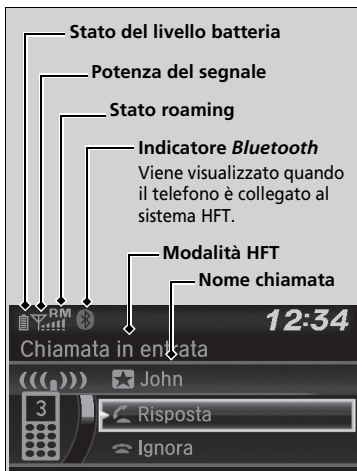 Stato del livello batteria
Potenza del segnale
Stato roaming
Indicatore Bluetooth
Viene visualizzato quando
il telefono è collegato al
sistema HFT.
Modalità HFT
Nome chiamata
RM
12:34
Chiamata in entrata
John
3
Risposta
Ignora